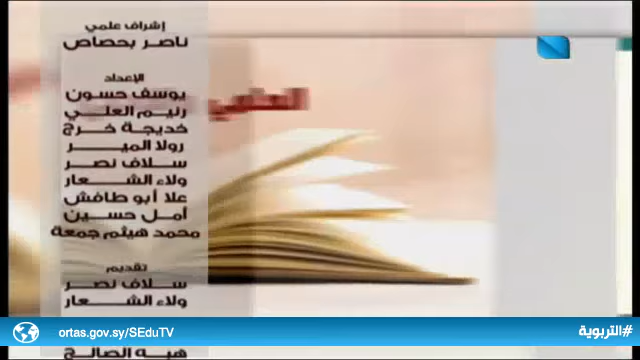 إشراف علمي
ناصر بحصاص
الإعداد
يوسف حسون
رنيم العلي
خديجة خرج
رولا المير
سلاف نصر
ولاء الشعار
علا أبو طافش
أمل حسين
محمد هيثم جمعة
تقديم
سلاف نصر
ولاء الشعار
هبة الصالح
ortas.gov.sy/SEduTV
#التربوية